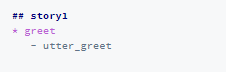 ## story1
* greet
- utter_greet